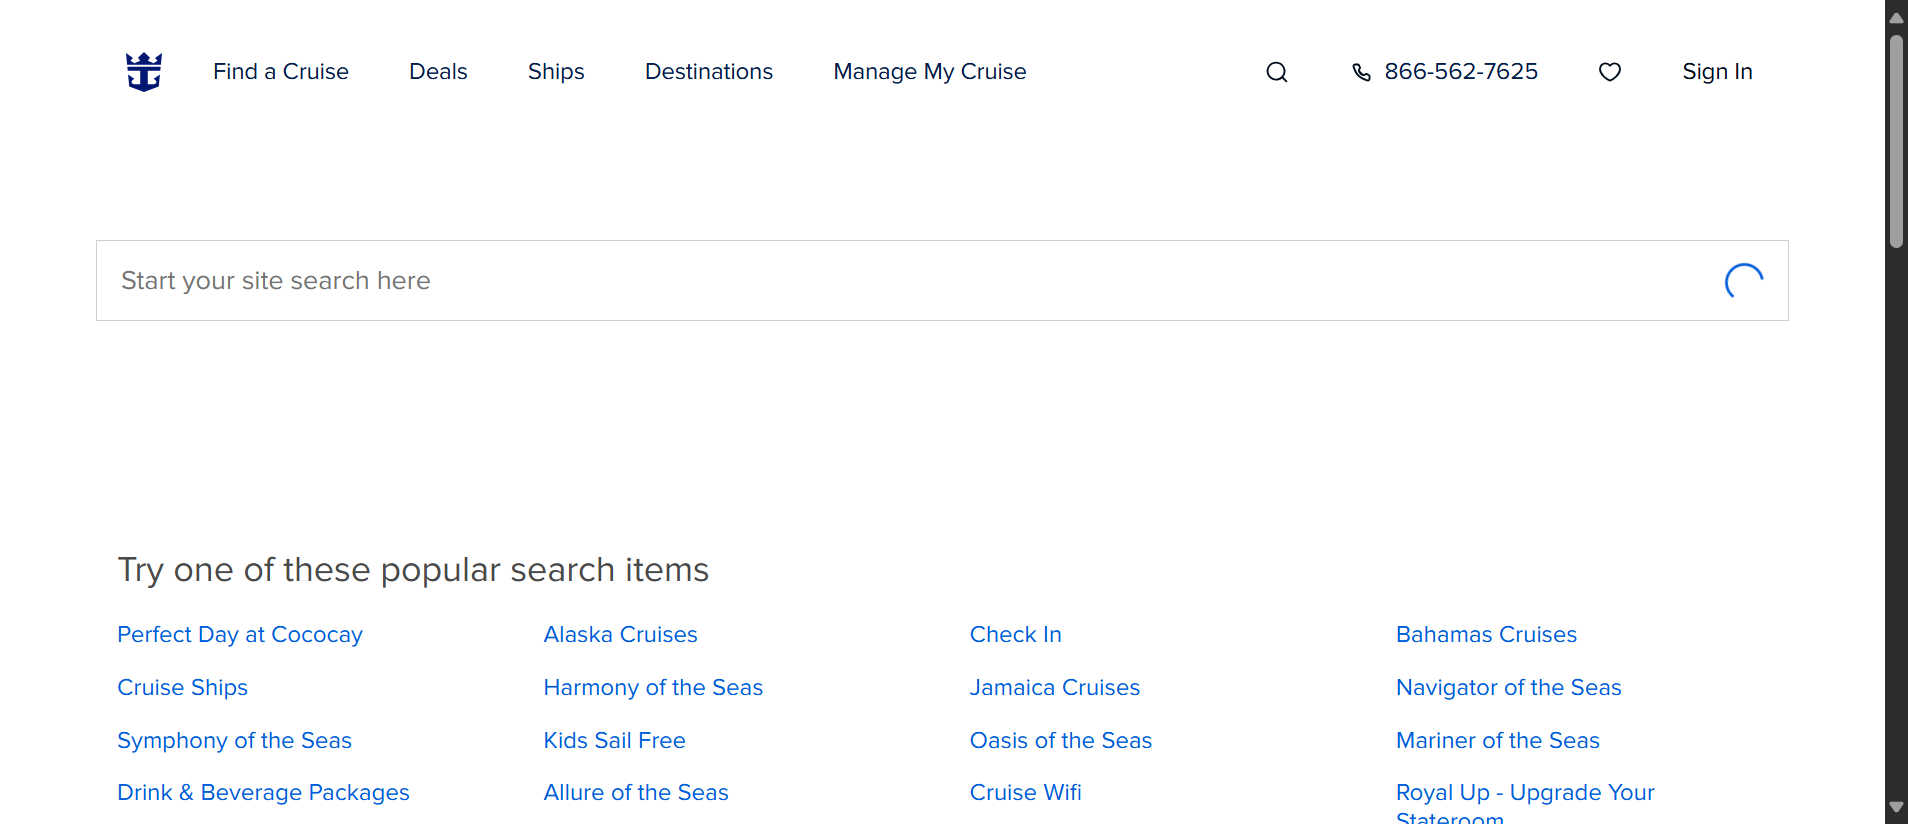 Find a Cruise
Deals
Ships
Destinations
Manage My Cruise
866-562-7625
Sign In
Start your site search here
Try one of these popular search items
Perfect Day at Cococay
Alaska Cruises
Check In
Bahamas Cruises
Cruise Ships
Harmony of the Seas
Jamaica Cruises
Navigator of the Seas
Symphony of the Seas
Kids Sail Free
Oasis of the Seas
Mariner of the Seas
Drink & Beverage Packages
Allure of the Seas
Cruise Wifi
Royal Up - Upgrade Your
Stateroom